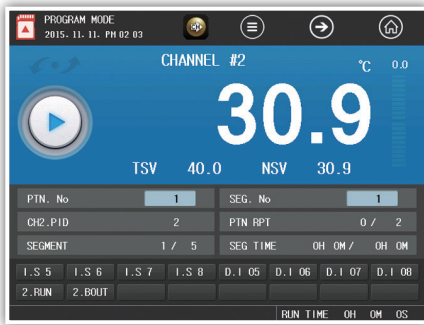 PROGRAM MODE
2015. 11. 11. PM 02 03
CHANNEL #2
℃ 0.0
30.9
TSV 40.0 NSV 30.9
PTN. No 1 SEG. No 1
CH2.PID 2 PTN RPT 0 / 2
SEGMENT 1 / 5 SEG TIME 0H 0M / 0H 0M
I.S 5 I.S 6 I.S 7 I.S 8 D.I 05 D.I 06 D.I 07 D.I 08
2.RUN 2.BOUT
RUN TIME 0H 0M 0S